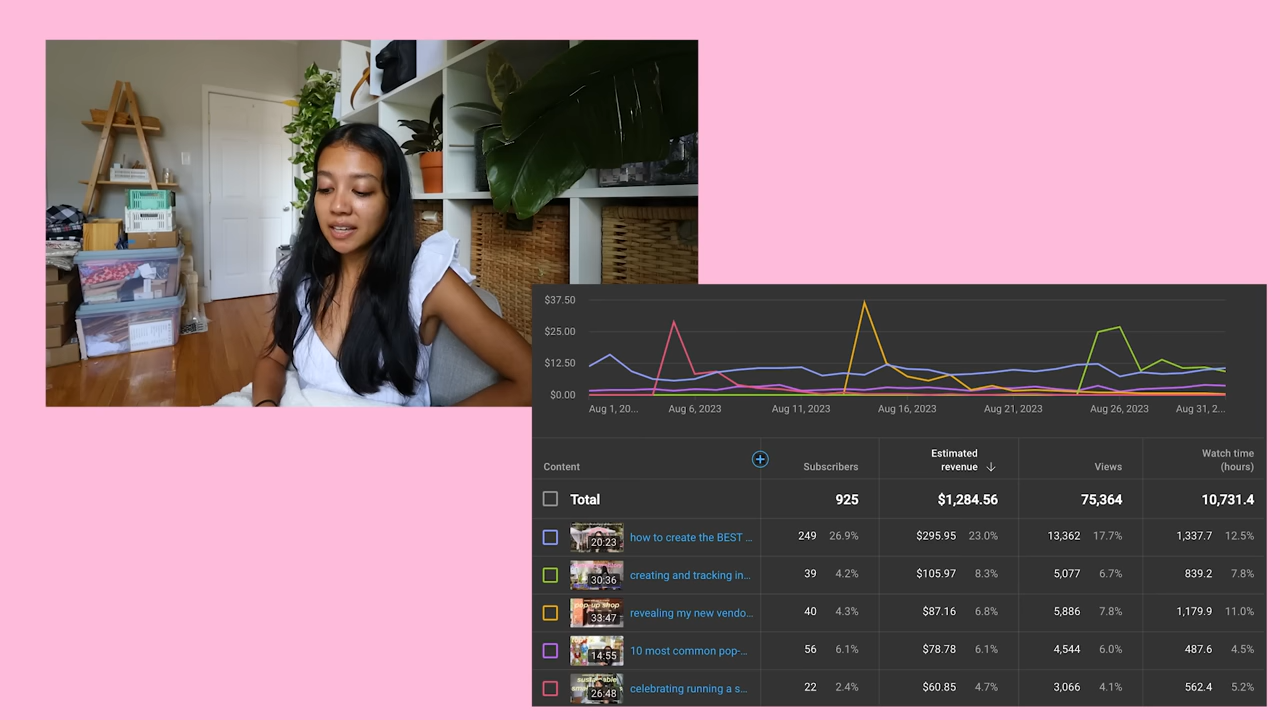 $37.50
$25.00
$12.50
$0.00
Aug 1, 20... Aug 6, 2023 Aug 11, 2023 Aug 16, 2023 Aug 21, 2023 Aug 26, 2023 Aug 31, 2...
Content Subscribers Estimated revenue Views Watch time (hours)
Total 925 $1,284.56 75,364 10,731.4
20:23 how to create the BEST ... 249 26.9% $295.95 23.0% 13,362 17.7% 1,337.7 12.5%
30:36 creating and tracking in... 39 4.2% $105.97 8.3% 5,077 6.7% 839.2 7.8%
pop-up shop
33:47 revealing my new vendo... 40 4.3% $87.16 6.8% 5,886 7.8% 1,179.9 11.0%
14:55 10 most common pop-... 56 6.1% $78.78 6.1% 4,544 6.0% 487.6 4.5%
26:48 celebrating running a s... 22 2.4% $60.85 4.7% 3,066 4.1% 562.4 5.2%